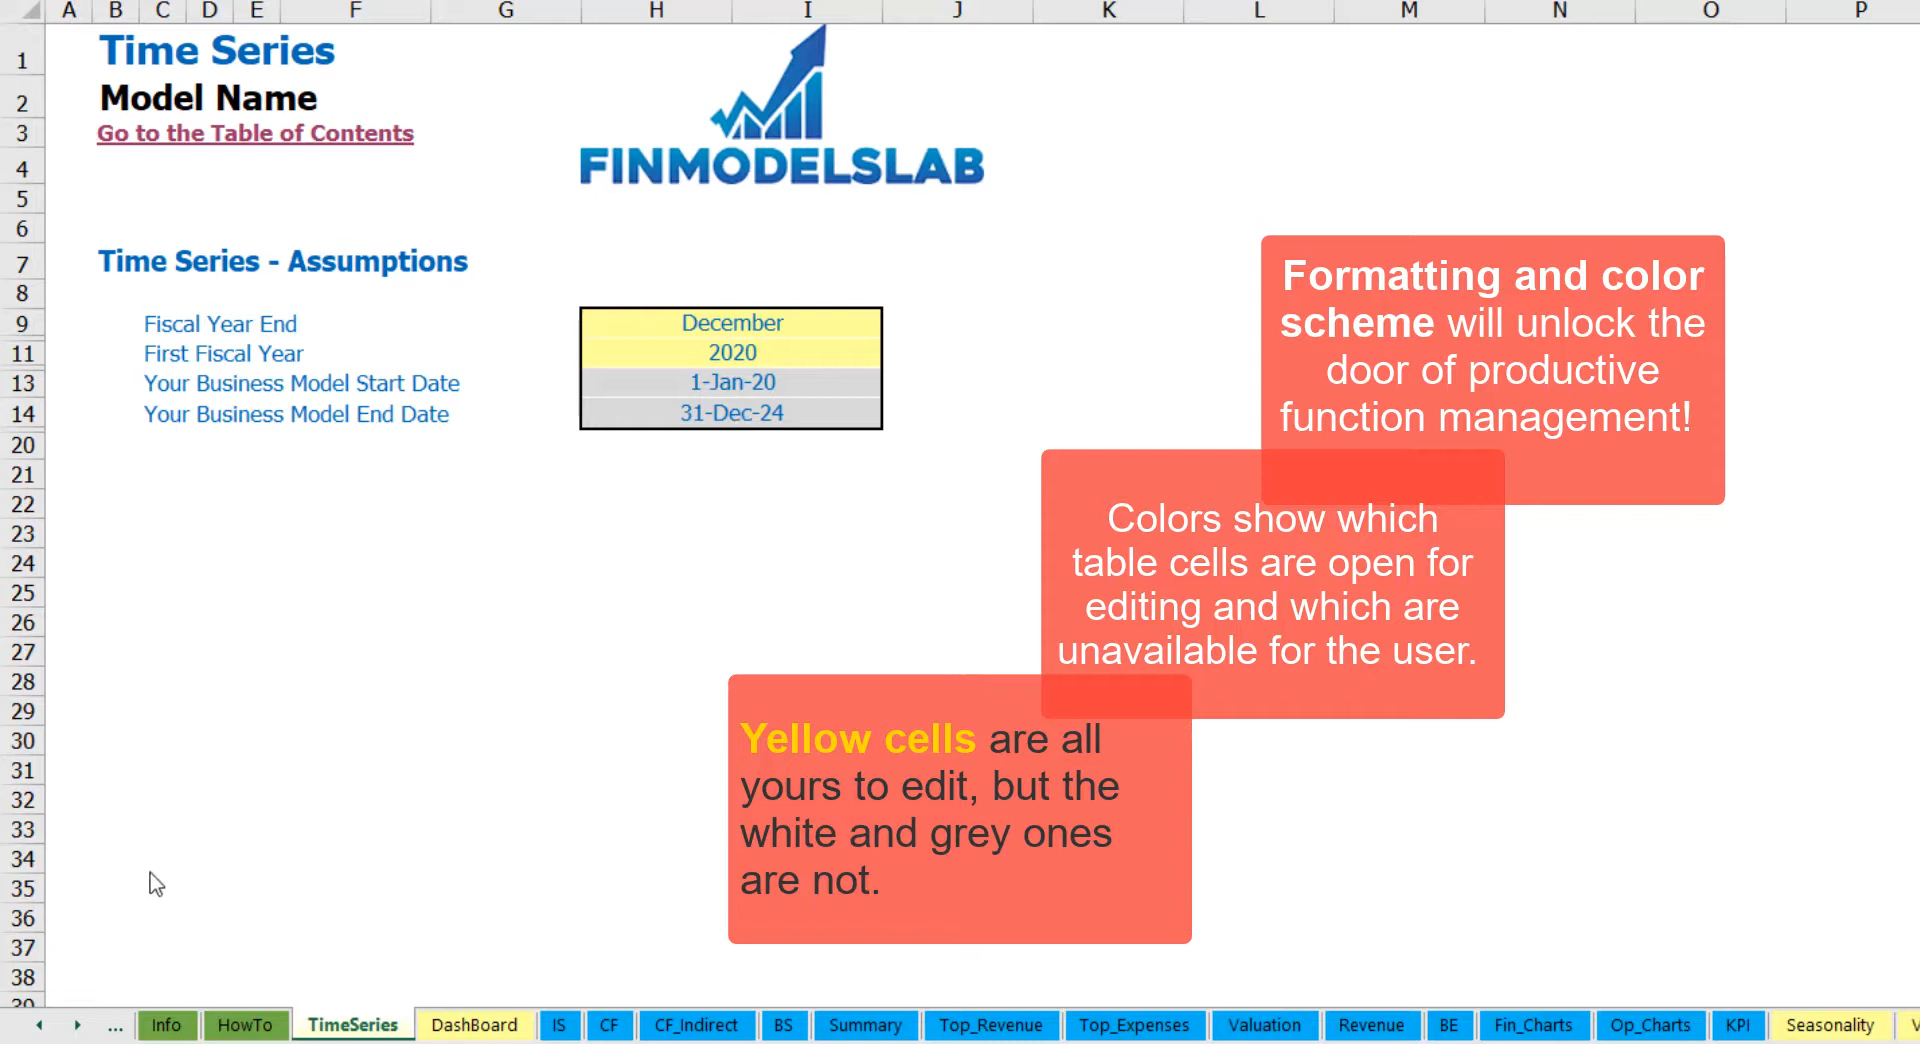 A B C D E F G H I J K L M N O P
1 Time Series
2 Model Name
3 Go to the Table of Contents
4
FINMODELSLAB
5
6
7 Time Series - Assumptions
8
9 Fiscal Year End December
11 First Fiscal Year 2020
13 Your Business Model Start Date 1-Jan-20
14 Your Business Model End Date 31-Dec-24
20
21
22
23
24
25
26
27
28
29
30
31
32
33
34
35
36
37
38
39
Formatting and color
scheme will unlock the
door of productive
function management!
Colors show which
table cells are open for
editing and which are
unavailable for the user.
Yellow cells are all
yours to edit, but the
white and grey ones
are not.
... Info HowTo TimeSeries DashBoard IS CF CF_Indirect BS Summary Top_Revenue Top_Expenses Valuation Revenue BE Fin_Charts Op_Charts KPI Seasonality